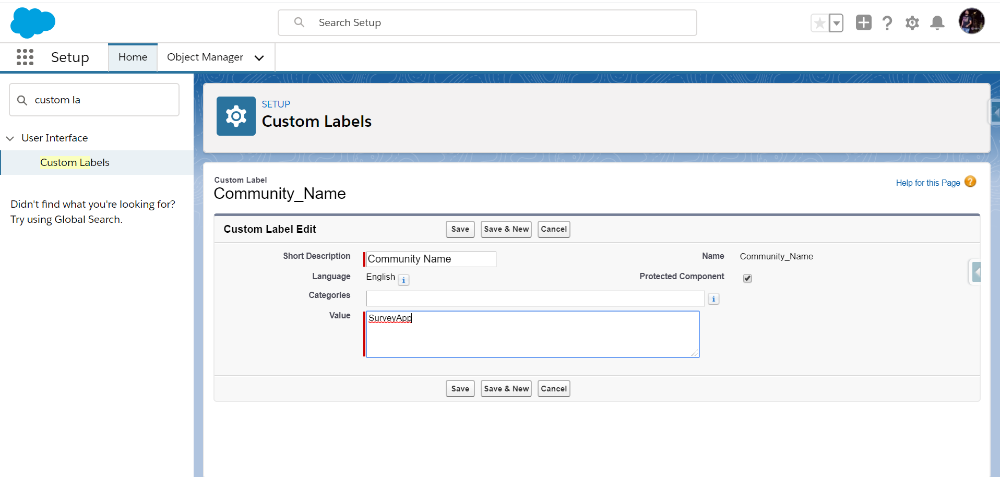 Search Setup
Setup
Home
Object Manager
custom la
User Interface
Custom Labels
Didn't find what you're looking for?
Try using Global Search.
SETUP
Custom Labels
Custom Label
Community_Name
Help for this Page ?
Custom Label Edit
Save
Save & New
Cancel
Short Description
Community Name
Name
Community_Name
Language
English
i
Protected Component
Categories
i
Value
SurveyApp
Save
Save & New
Cancel